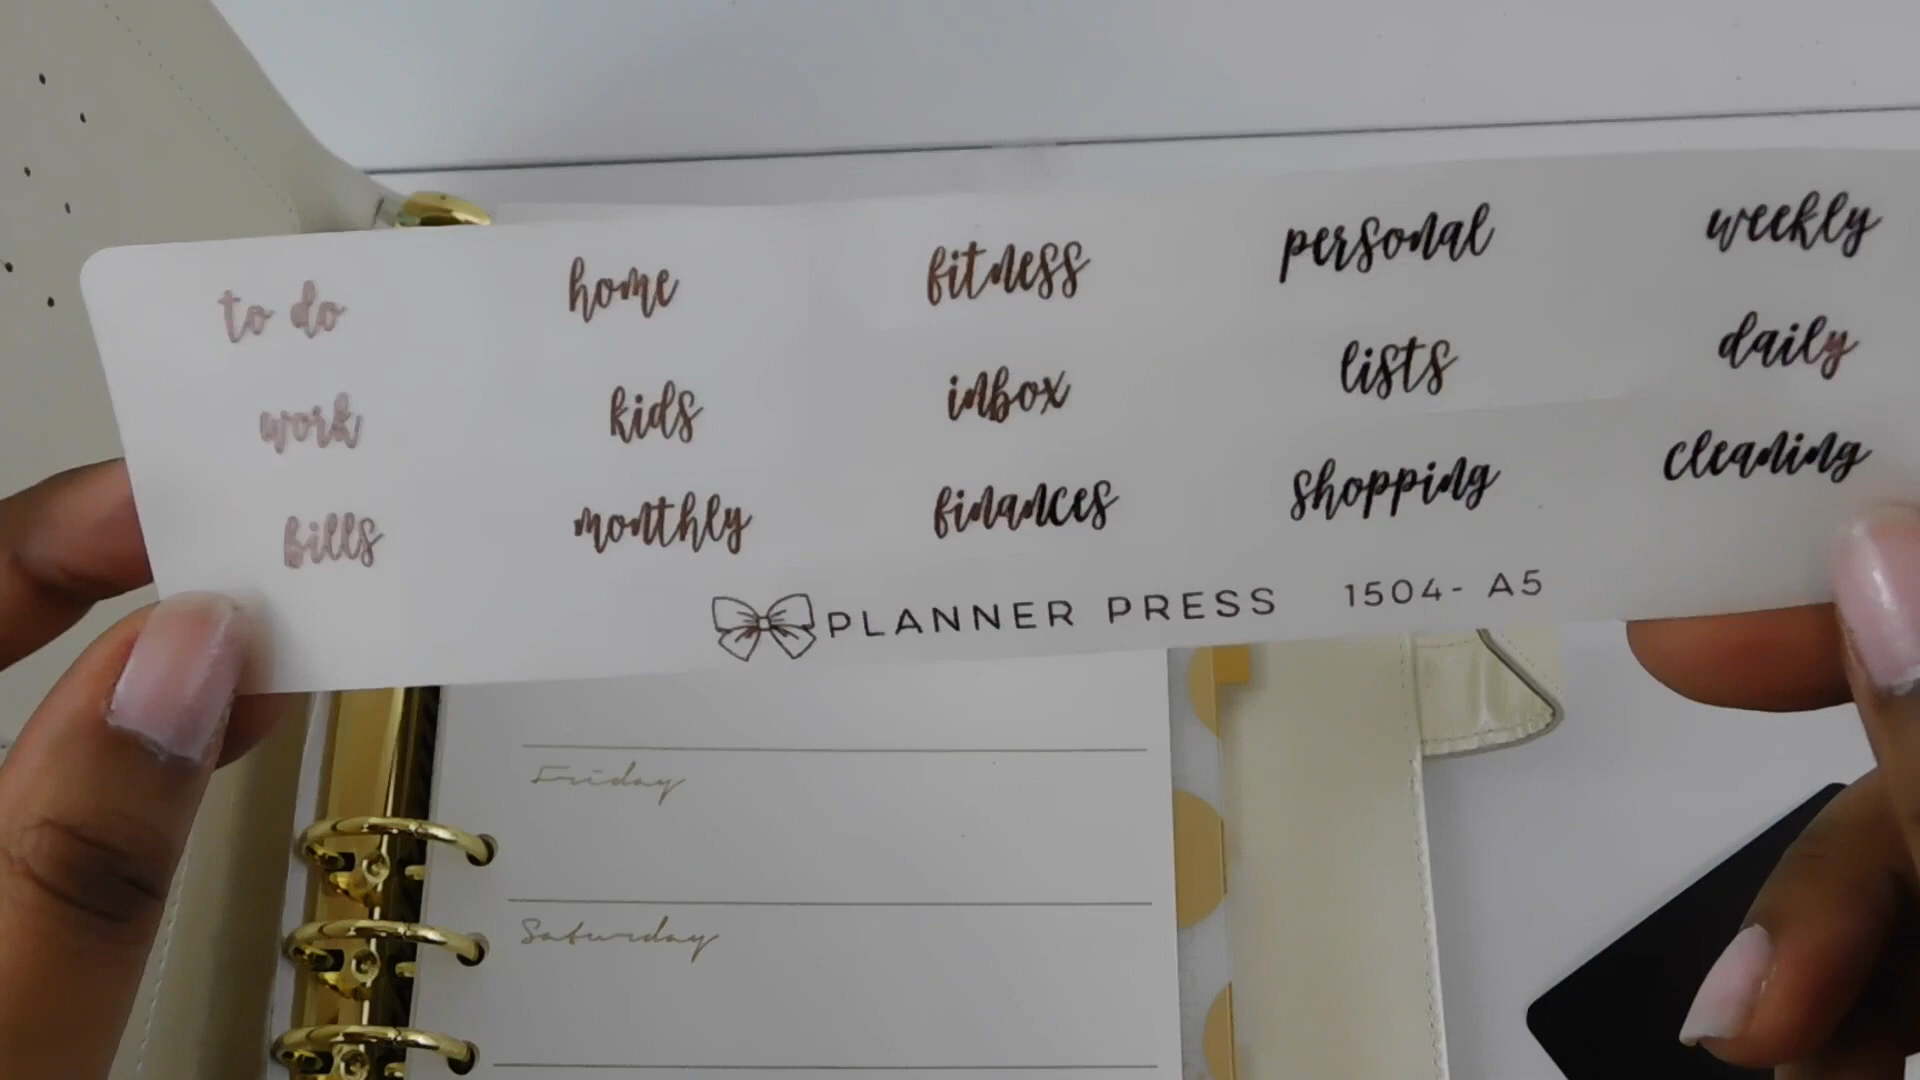 to do home fitness personal weekly
work kids inbox lists daily
bills monthly finances shopping cleaning
PLANNER PRESS 1504- A5
Friday
Saturday